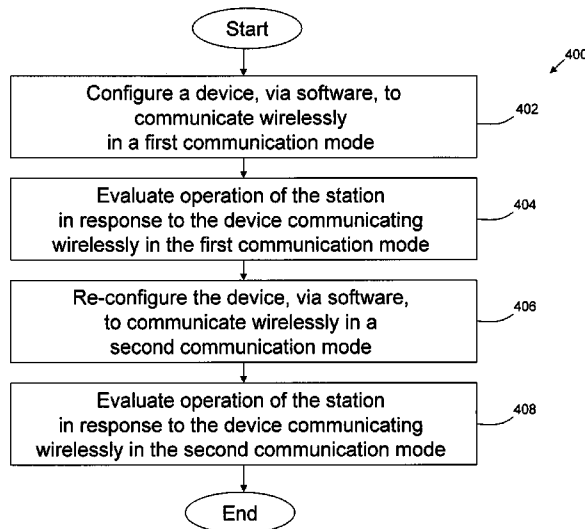 Start
400
Configure a device, via software, to
communicate wirelessly
in a first communication mode
402
Evaluate operation of the station
in response to the device communicating
wirelessly in the first communication mode
404
Re-configure the device, via software,
to communicate wirelessly in a
second communication mode
406
Evaluate operation of the station
in response to the device communicating
wirelessly in the second communication mode
408
End